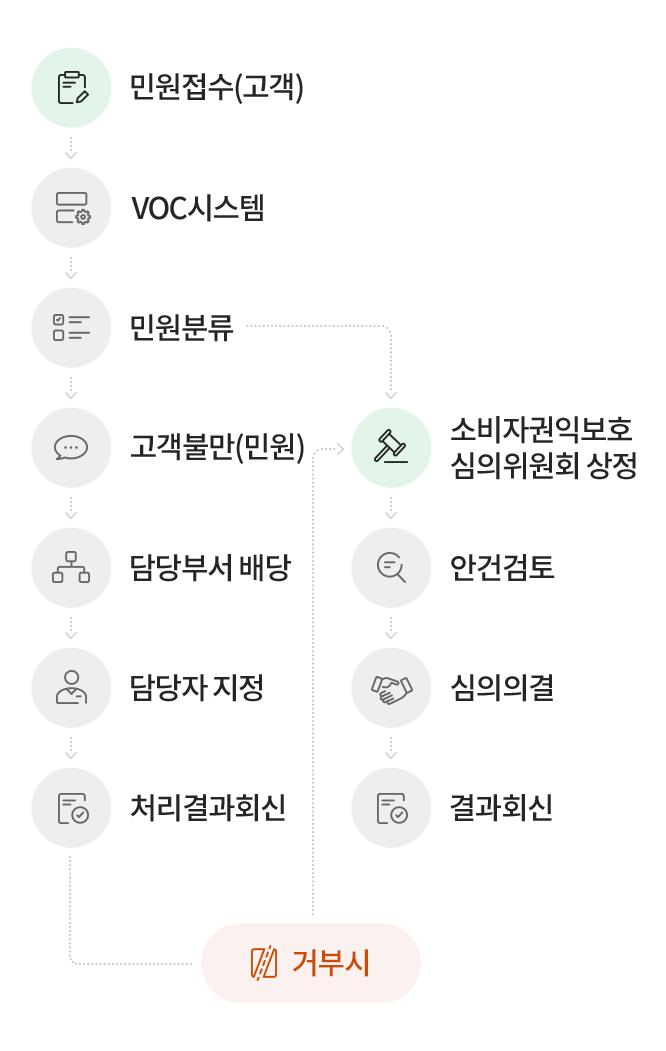 민원접수(고객)
VOC시스템
민원분류
고객불만(민원)
담당부서 배당
담당자 지정
처리결과회신
소비자권익보호
심의위원회 상정
안건검토
심의의결
결과회신
거부시